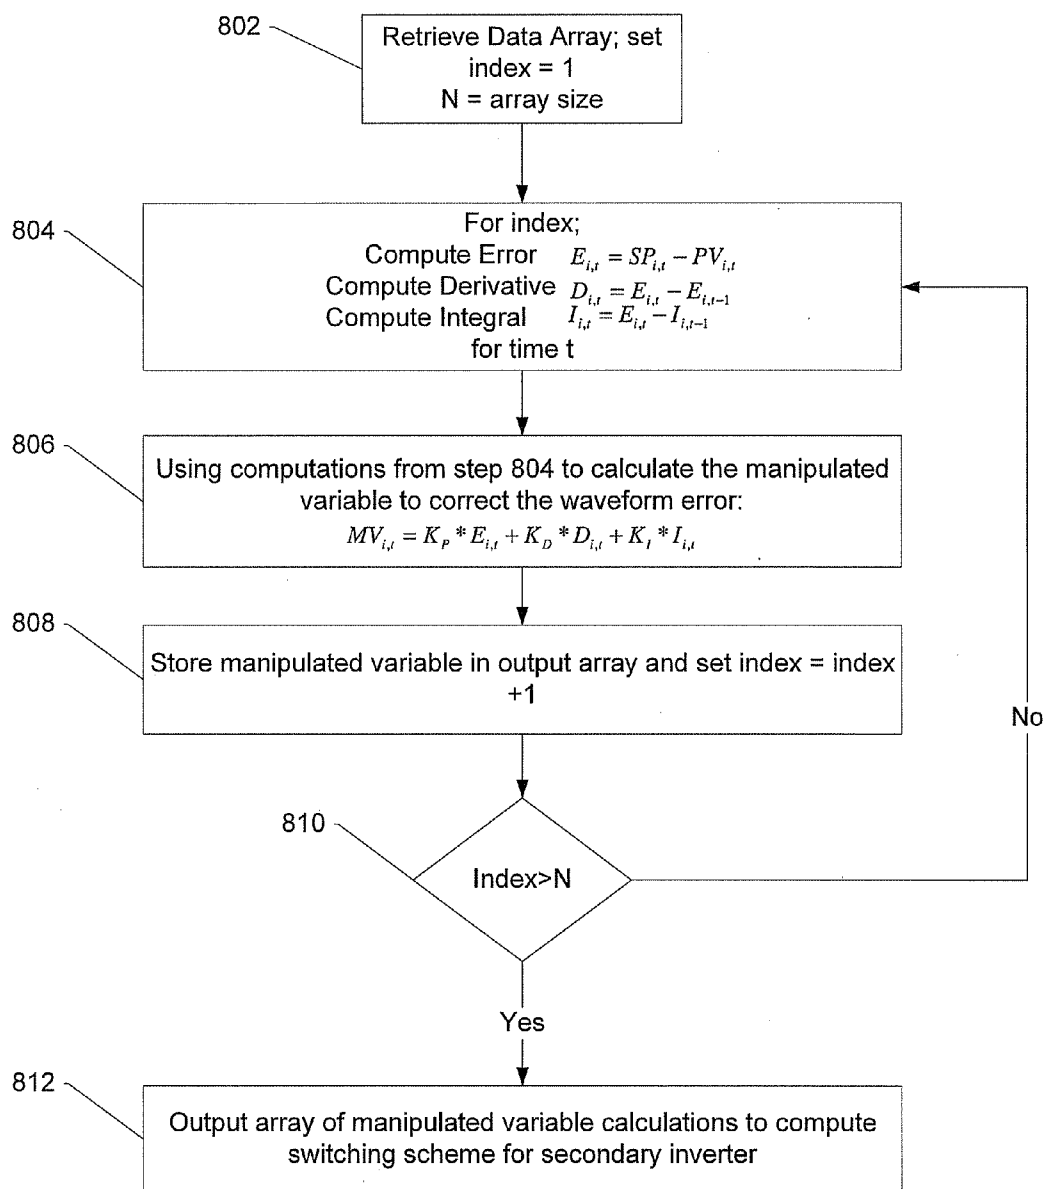 802
Retrieve Data Array; set
index = 1
N = array size
804
For index;
Compute Error E_{i,t} = SP_{i,t} – PV_{i,t}
Compute Derivative D_{i,t} = E_{i,t} – E_{i,t–1}
Compute Integral I_{i,t} = E_{i,t} – I_{i,t–1}
for time t
806
Using computations from step 804 to calculate the manipulated
variable to correct the waveform error:
MV_{i,t} = K_P * E_{i,t} + K_D * D_{i,t} + K_I * I_{i,t}
808
Store manipulated variable in output array and set index = index
+1
No
810
Index>N
Yes
812
Output array of manipulated variable calculations to compute
switching scheme for secondary inverter